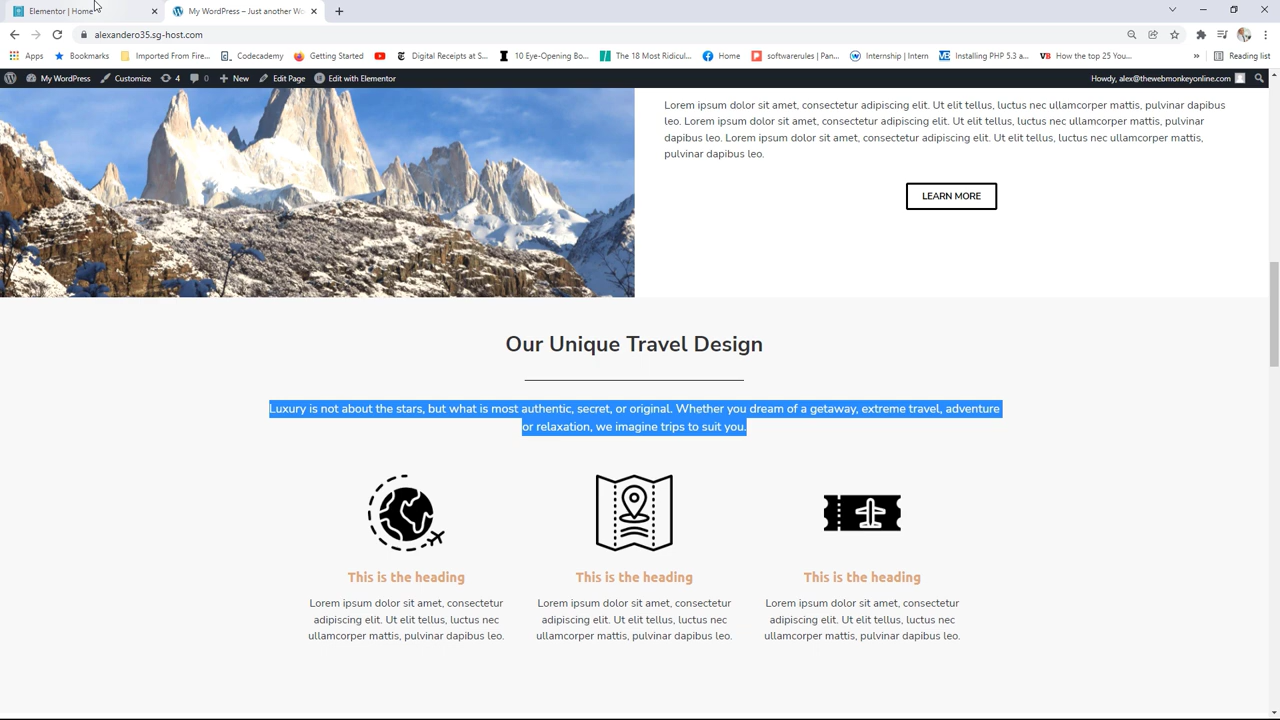 Elementor | Home
My WordPress – Just another Wo
alexandero35.sg-host.com
Apps
Bookmarks
Imported From Fire...
Codecademy
Getting Started
Digital Receipts at S...
10 Eye-Opening Bo...
The 18 Most Ridicul...
Home
softwarerules | Pan...
Internship | Intern
Installing PHP 5.3 a...
How the top 25 You...
»
Reading list
My WordPress
Customize
4
0
New
Edit Page
Edit with Elementor
Howdy, alex@thewebmonkeyonline.com
Lorem ipsum dolor sit amet, consectetur adipiscing elit. Ut elit tellus, luctus nec ullamcorper mattis, pulvinar dapibus
leo. Lorem ipsum dolor sit amet, consectetur adipiscing elit. Ut elit tellus, luctus nec ullamcorper mattis, pulvinar
dapibus leo. Lorem ipsum dolor sit amet, consectetur adipiscing elit. Ut elit tellus, luctus nec ullamcorper mattis,
pulvinar dapibus leo.
LEARN MORE
Our Unique Travel Design
Luxury is not about the stars, but what is most authentic, secret, or original. Whether you dream of a getaway, extreme travel, adventure
or relaxation, we imagine trips to suit you.
This is the heading
Lorem ipsum dolor sit amet, consectetur
adipiscing elit. Ut elit tellus, luctus nec
ullamcorper mattis, pulvinar dapibus leo.
This is the heading
Lorem ipsum dolor sit amet, consectetur
adipiscing elit. Ut elit tellus, luctus nec
ullamcorper mattis, pulvinar dapibus leo.
This is the heading
Lorem ipsum dolor sit amet, consectetur
adipiscing elit. Ut elit tellus, luctus nec
ullamcorper mattis, pulvinar dapibus leo.